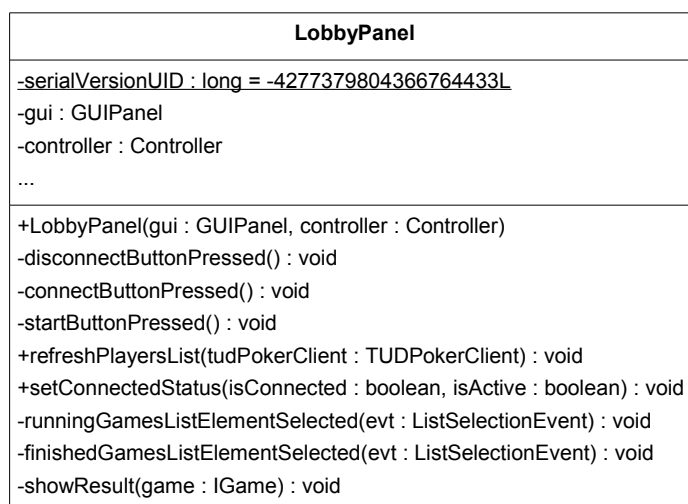 LobbyPanel
-serialVersionUID : long = -4277379804366764433L
-gui : GUIPanel
-controller : Controller
...
+LobbyPanel(gui : GUIPanel, controller : Controller)
-disconnectButtonPressed() : void
-connectButtonPressed() : void
-startButtonPressed() : void
+refreshPlayersList(tudPokerClient : TUDPokerClient) : void
+setConnectedStatus(isConnected : boolean, isActive : boolean) : void
-runningGamesListElementSelected(evt : ListSelectionEvent) : void
-finishedGamesListElementSelected(evt : ListSelectionEvent) : void
-showResult(game : IGame) : void